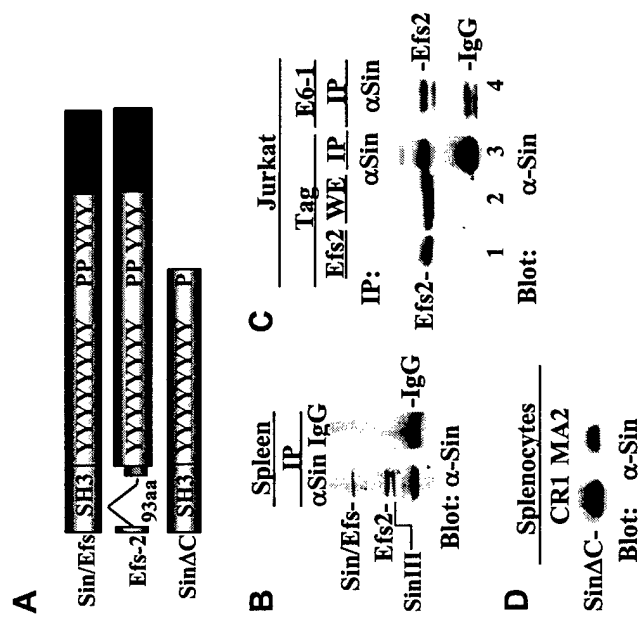 A
Sin/Efs SH3 YYYYYYYYY PP YYY
Efs-2 YYYYYYYYY PP YYY
93aa
SinΔC SH3 YYYYYYYYY P
B
Spleen
IP
αSin IgG
Sin/Efs-
Efs2-
SinIII
-IgG
Blot: α-Sin
C
Jurkat
Tag E6-1
Efs2 WE IP IP
IP: αSin αSin
Efs2- -Efs2
-IgG
1 2 3 4
Blot: α-Sin
D
Splenocytes
CR1 MA2
SinΔC-
Blot: α-Sin